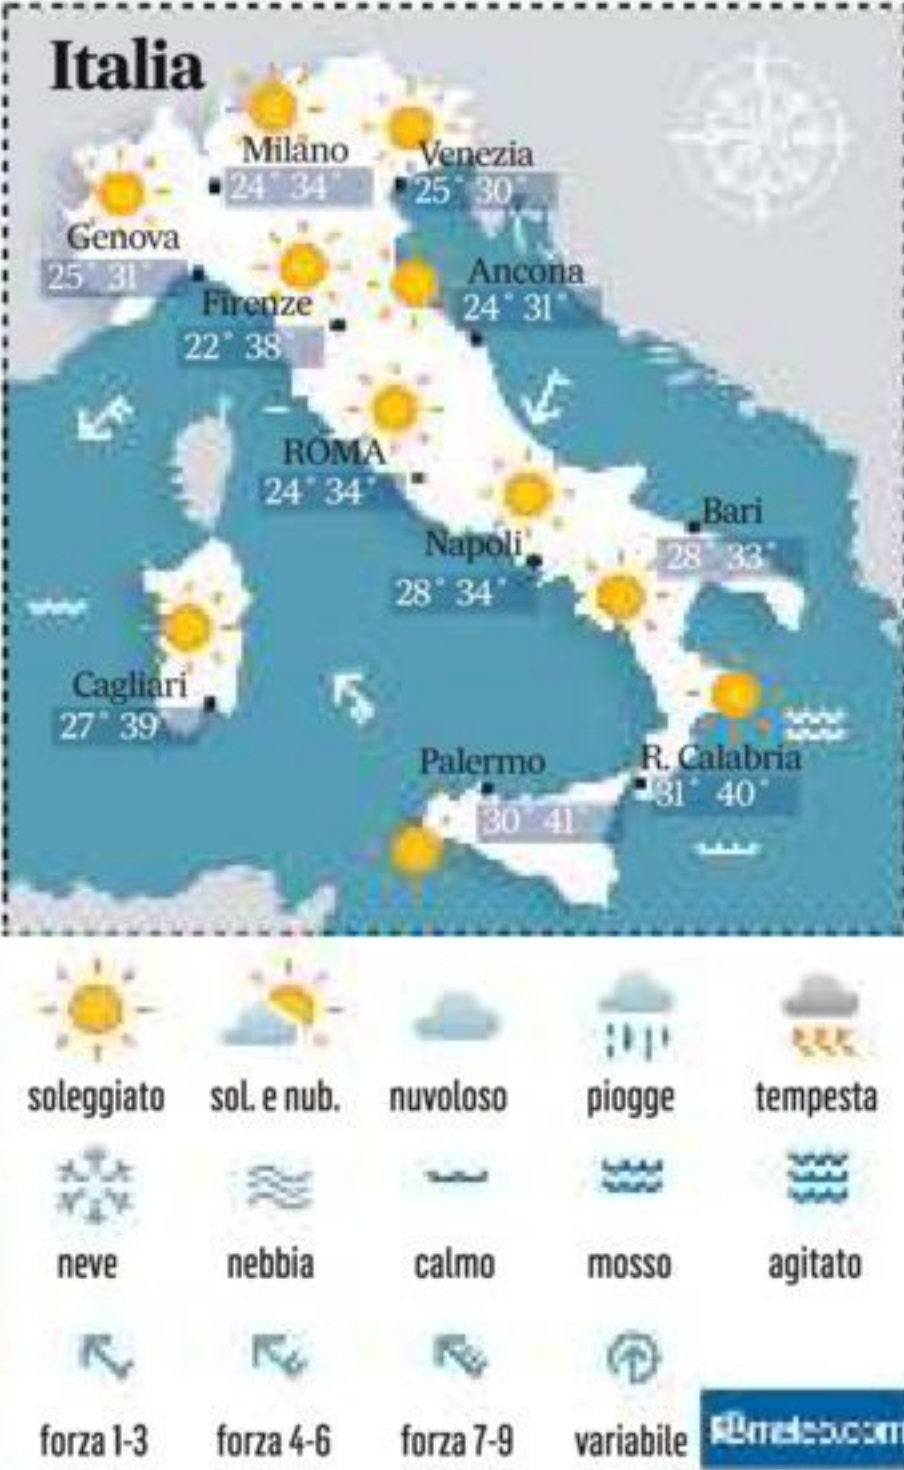 Italia
Milano
24° 34°
Venezia
25° 30°
Genova
25° 31°
Ancona
24° 31°
Firenze
22° 38°
ROMA
24° 34°
Bari
28° 33°
Napoli
28° 34°
Cagliari
27° 39°
Palermo
30° 41°
R. Calabria
31° 40°
soleggiato
sol. e nub.
nuvoloso
piogge
tempesta
neve
nebbia
calmo
mosso
agitato
forza 1-3
forza 4-6
forza 7-9
variabile